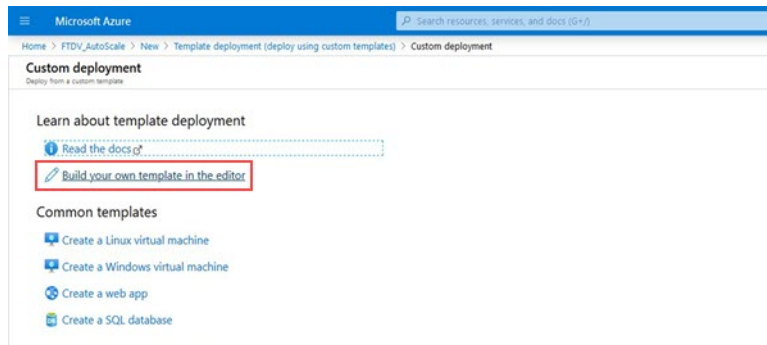 Microsoft Azure
Search resources, services, and docs (G+/)
Home > FTDV_AutoScale > New > Template deployment (deploy using custom templates) > Custom deployment
Custom deployment
Deploy from a custom template
Learn about template deployment
Read the docs
Build your own template in the editor
Common templates
Create a Linux virtual machine
Create a Windows virtual machine
Create a web app
Create a SQL database